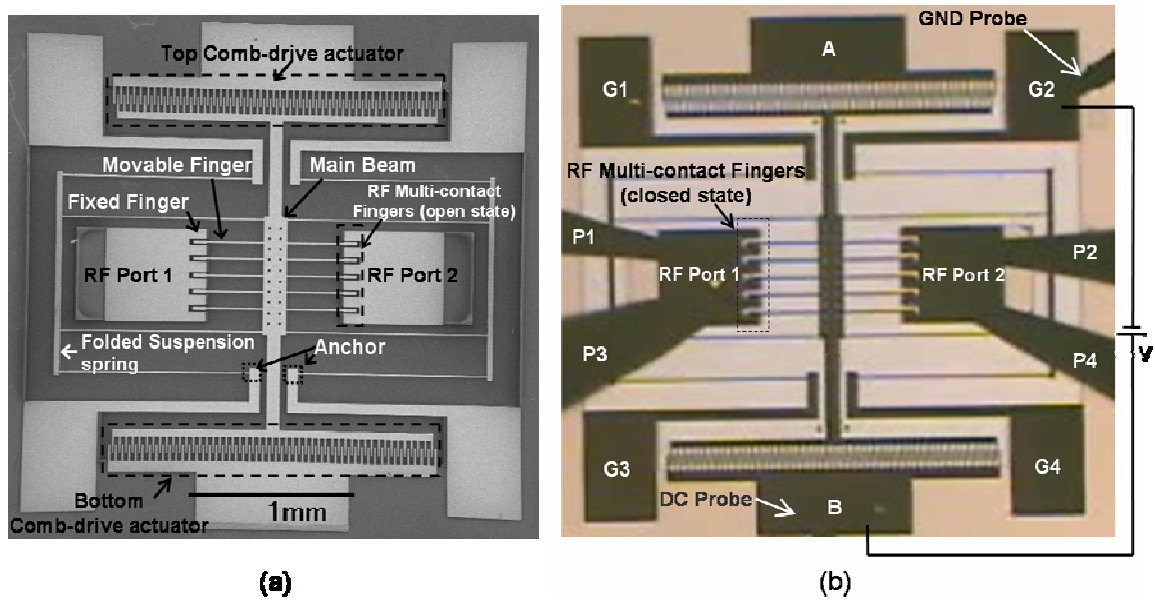 Top Comb-drive actuator
Movable Finger
Main Beam
RF Multi-contact
Fingers (open state)
Fixed Finger
RF Port 1
RF Port 2
Folded Suspension
spring
Anchor
Bottom
Comb-drive actuator
1mm
(a)
GND Probe
A
G1
G2
RF Multi-contact Fingers
(closed state)
P1
RF Port 1
RF Port 2
P2
P3
P4
V
G3
G4
DC Probe
B
(b)